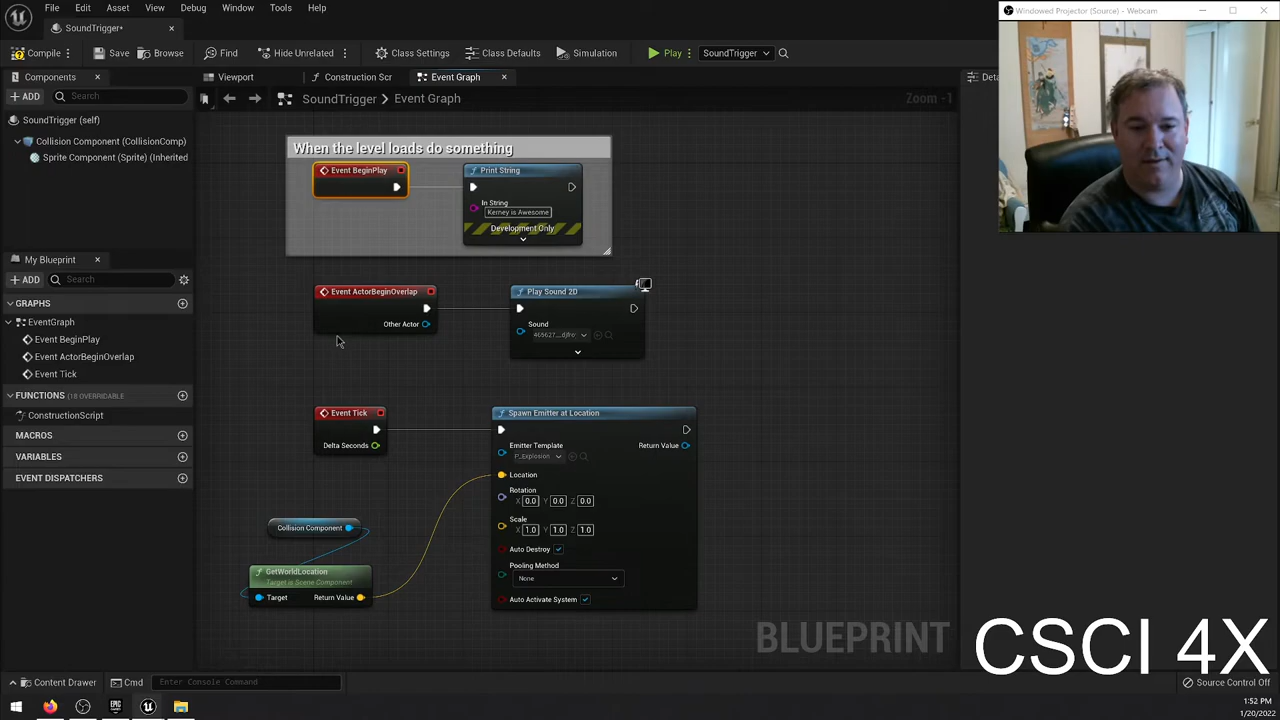 File Edit Asset View Debug Window Tools Help
Windowed Projector (Source) - Webcam
SoundTrigger*
Compile Save Browse Find Class Defaults Simulation Play SoundTrigger
Components
Viewport
Event Graph
ADD Search
SoundTrigger > Event Graph
Zoom -1
SoundTrigger (self)
Collision Component (CollisionComp)
Sprite Component (Sprite) (Inherited)
When the level loads do something
Event BeginPlay
Print String
In String
Kerney is Awesome
Development Only
My Blueprint
ADD Search
GRAPHS
EventGraph
Event BeginPlay
Event ActorBeginOverlap
Event Tick
FUNCTIONS (18 OVERRIDABLE)
ConstructionScript
MACROS
VARIABLES
EVENT DISPATCHERS
Event ActorBeginOverlap
Other Actor
Play Sound 2D
Sound
Event Tick
Delta Seconds
Spawn Emitter at Location
Emitter Template
P_Explosion
Return Value
Location
Rotation
X 0.0 Y 0.0 Z 0.0
Scale
X 1.0 Y 1.0 Z 1.0
Auto Destroy
Pooling Method
None
Auto Activate System
Collision Component
GetWorldLocation
Target is Scene Component
Target Return Value
BLUEPRINT
CSCI 4X
Content Drawer Cmd Enter Console Command
Source Control Off
1:52 PM
1/20/2022